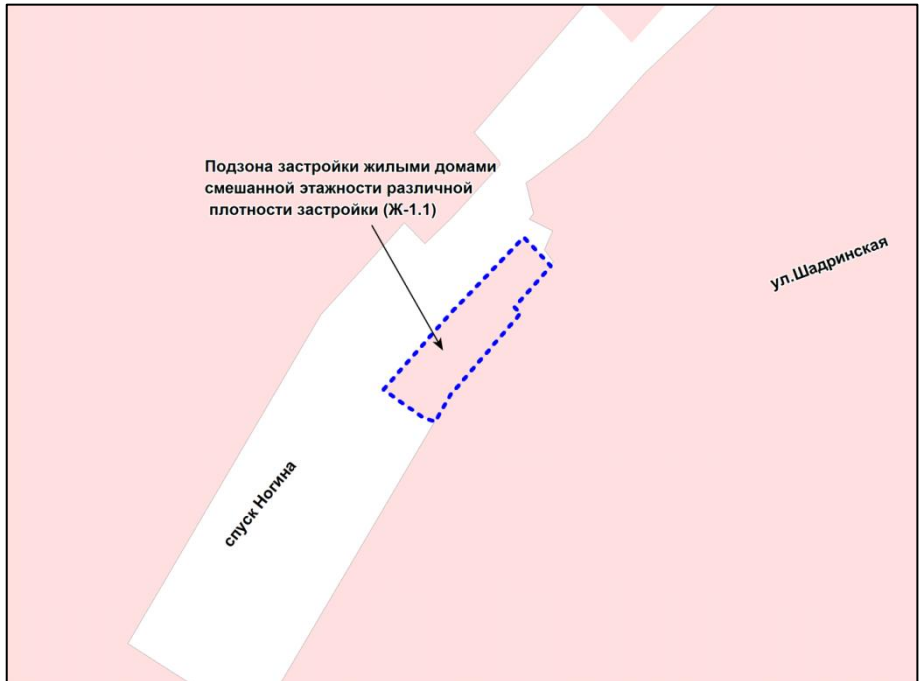 Подзона застройки жилыми домами
смешанной этажности различной
плотности застройки (Ж-1.1)
ул.Шадринская
спуск Ногина